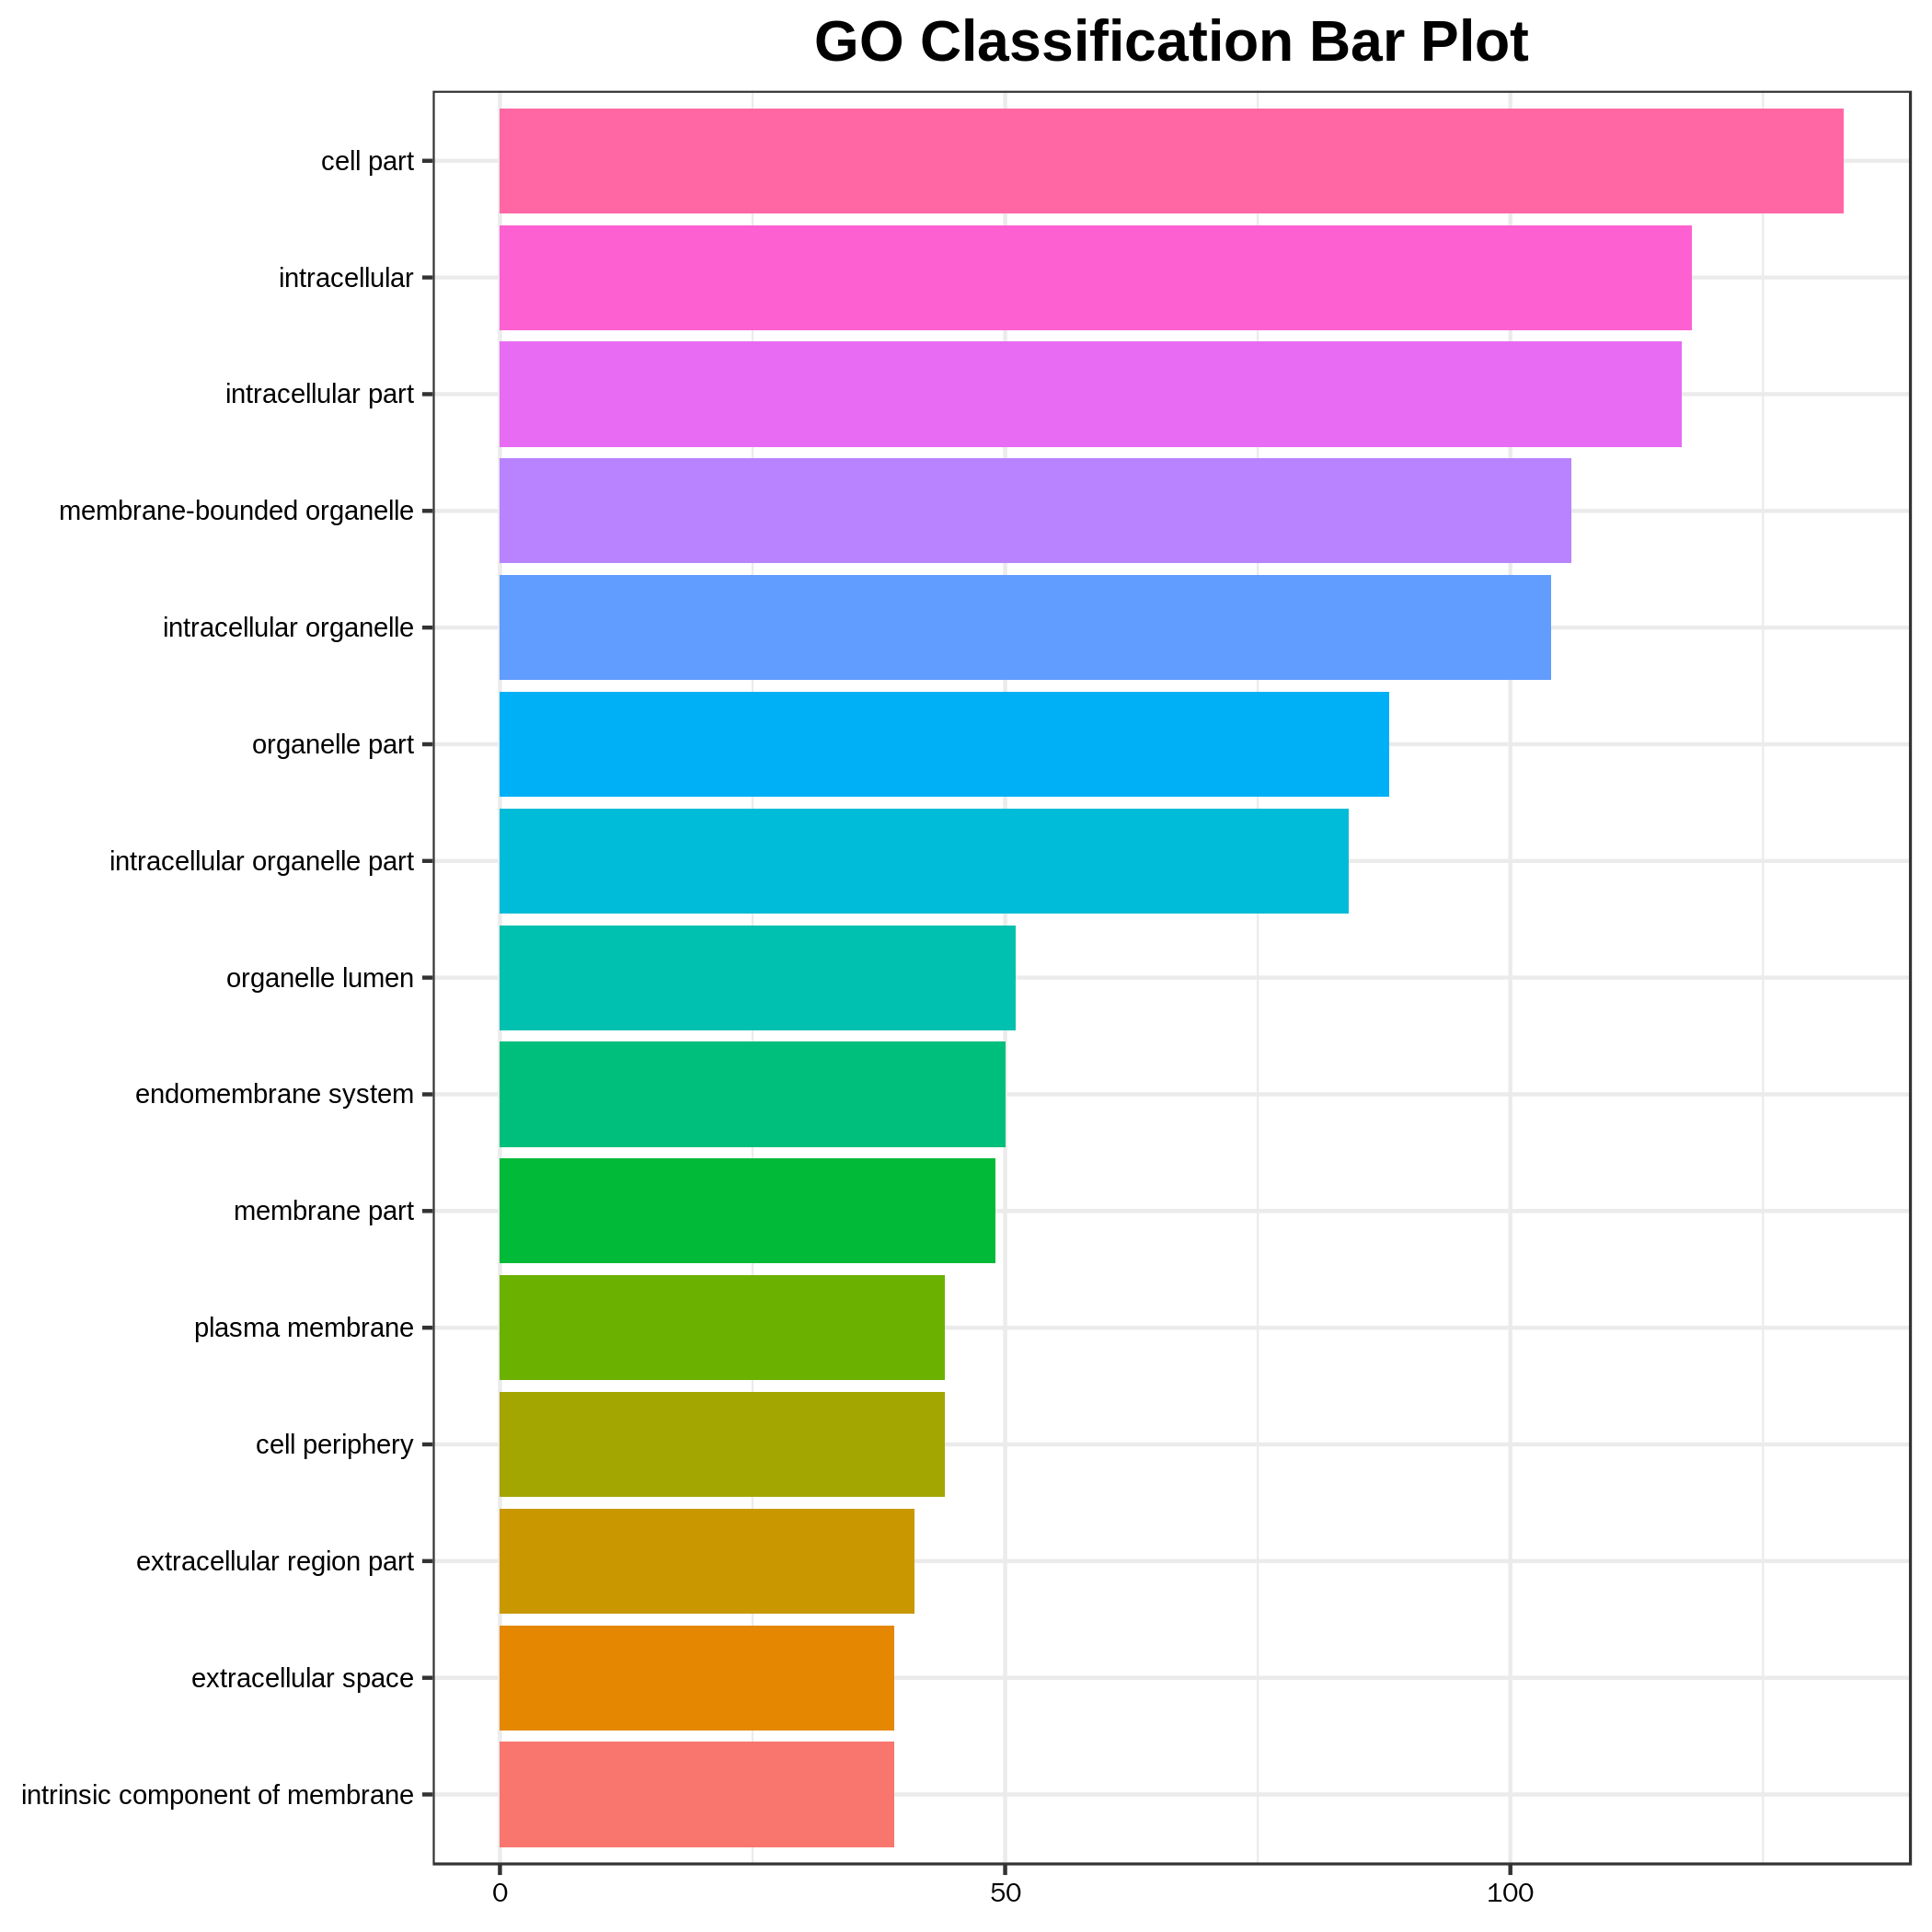 GO Classification Bar Plot
cell part
intracellular
intracellular part
membrane-bounded organelle
intracellular organelle
organelle part
intracellular organelle part
organelle lumen
endomembrane system
membrane part
plasma membrane
cell periphery
extracellular region part
extracellular space
intrinsic component of membrane
0 50 100